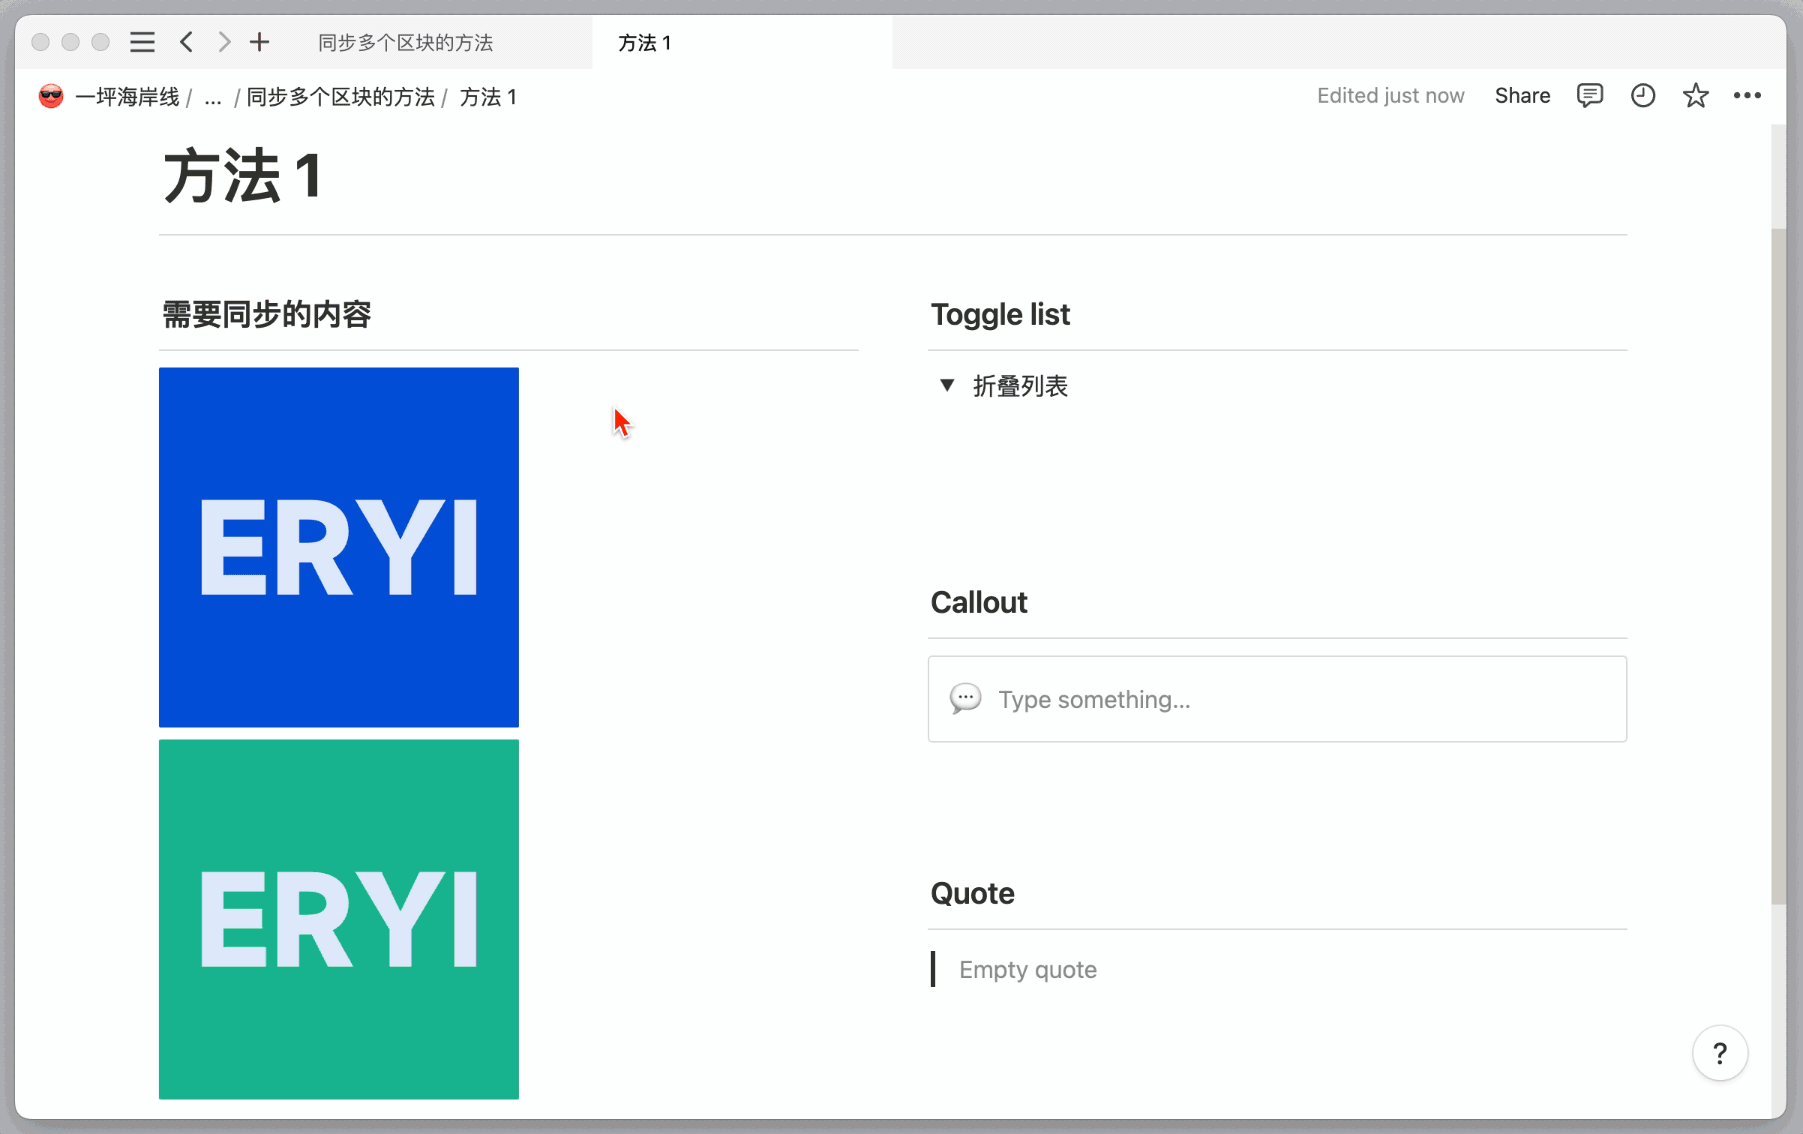 同步多个区块的方法
方法 1
一坪海岸线 / ... / 同步多个区块的方法 / 方法 1
Edited just now
Share
方法 1
需要同步的内容
ERYI
ERYI
Toggle list
折叠列表
Callout
Type something...
Quote
Empty quote
?